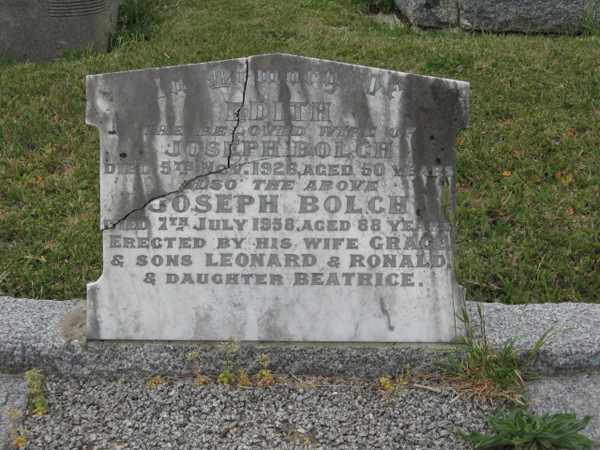 In Memory Of
EDITH
THE BELOVED WIFE OF
JOSEPH BOLCH
DIED 5TH NOV. 1926, AGED 50 YEARS
ALSO THE ABOVE
JOSEPH BOLCH
DIED 7TH JULY 1958, AGED 88 YEARS
ERECTED BY HIS WIFE GRACE
& SONS LEONARD & RONALD
& DAUGHTER BEATRICE.